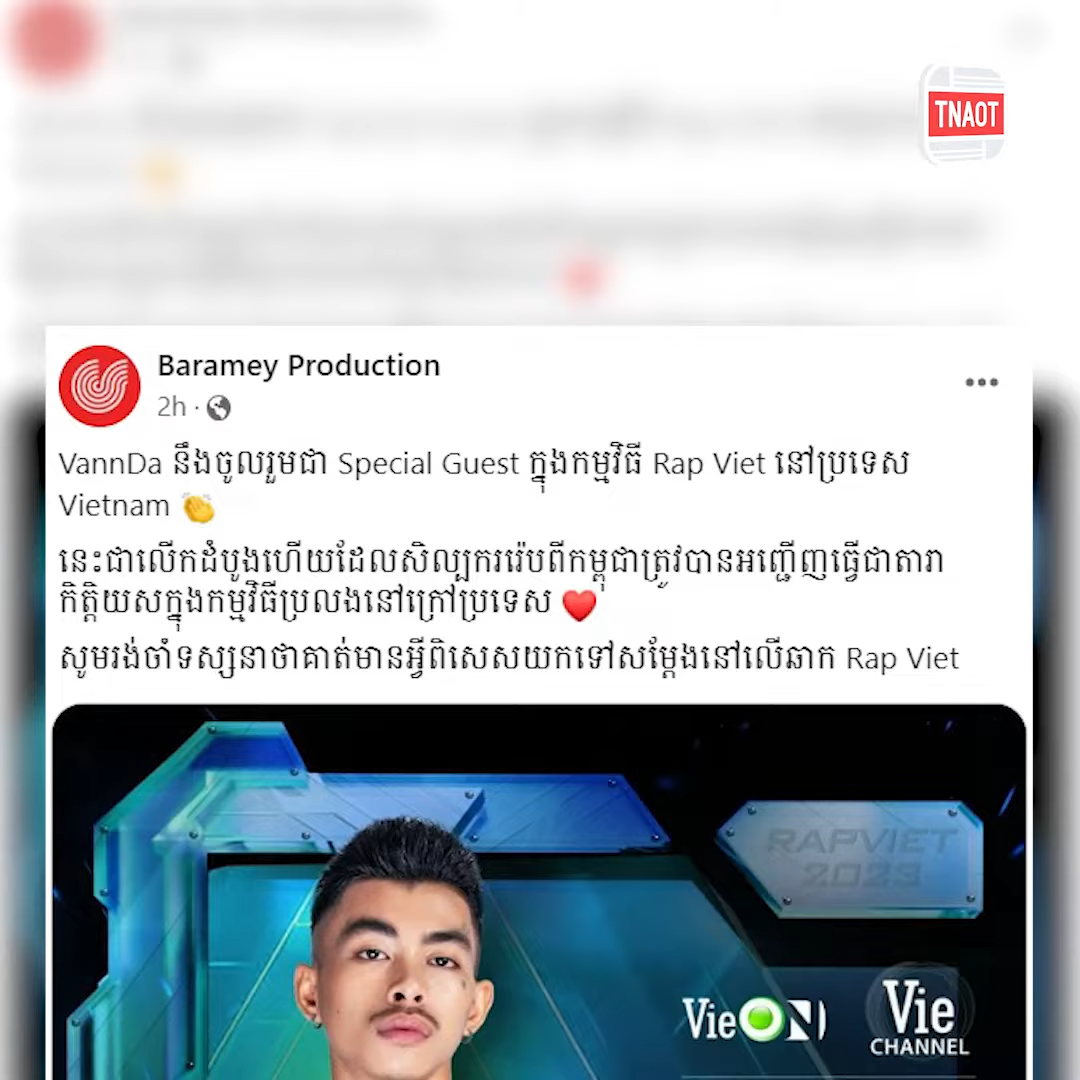 TNAOT
Baramey Production
2h ·
VannDa នឹងចូលរួមជា Special Guest ក្នុងកម្មវិធី Rap Viet នៅប្រទេស
Vietnam 👏
នេះជាលើកដំបូងហើយដែលសិល្បកររ៉េបពីកម្ពុជាត្រូវបានអញ្ជើញធ្វើជាតារា
កិត្តិយសក្នុងកម្មវិធីប្រលងនៅក្រៅប្រទេស ❤️
សូមរង់ចាំទស្សនាថាគាត់មានអ្វីពិសេសយកទៅសម្តែងនៅលើឆាក Rap Viet
RAPVIET
2023
VieON
Vie
CHANNEL